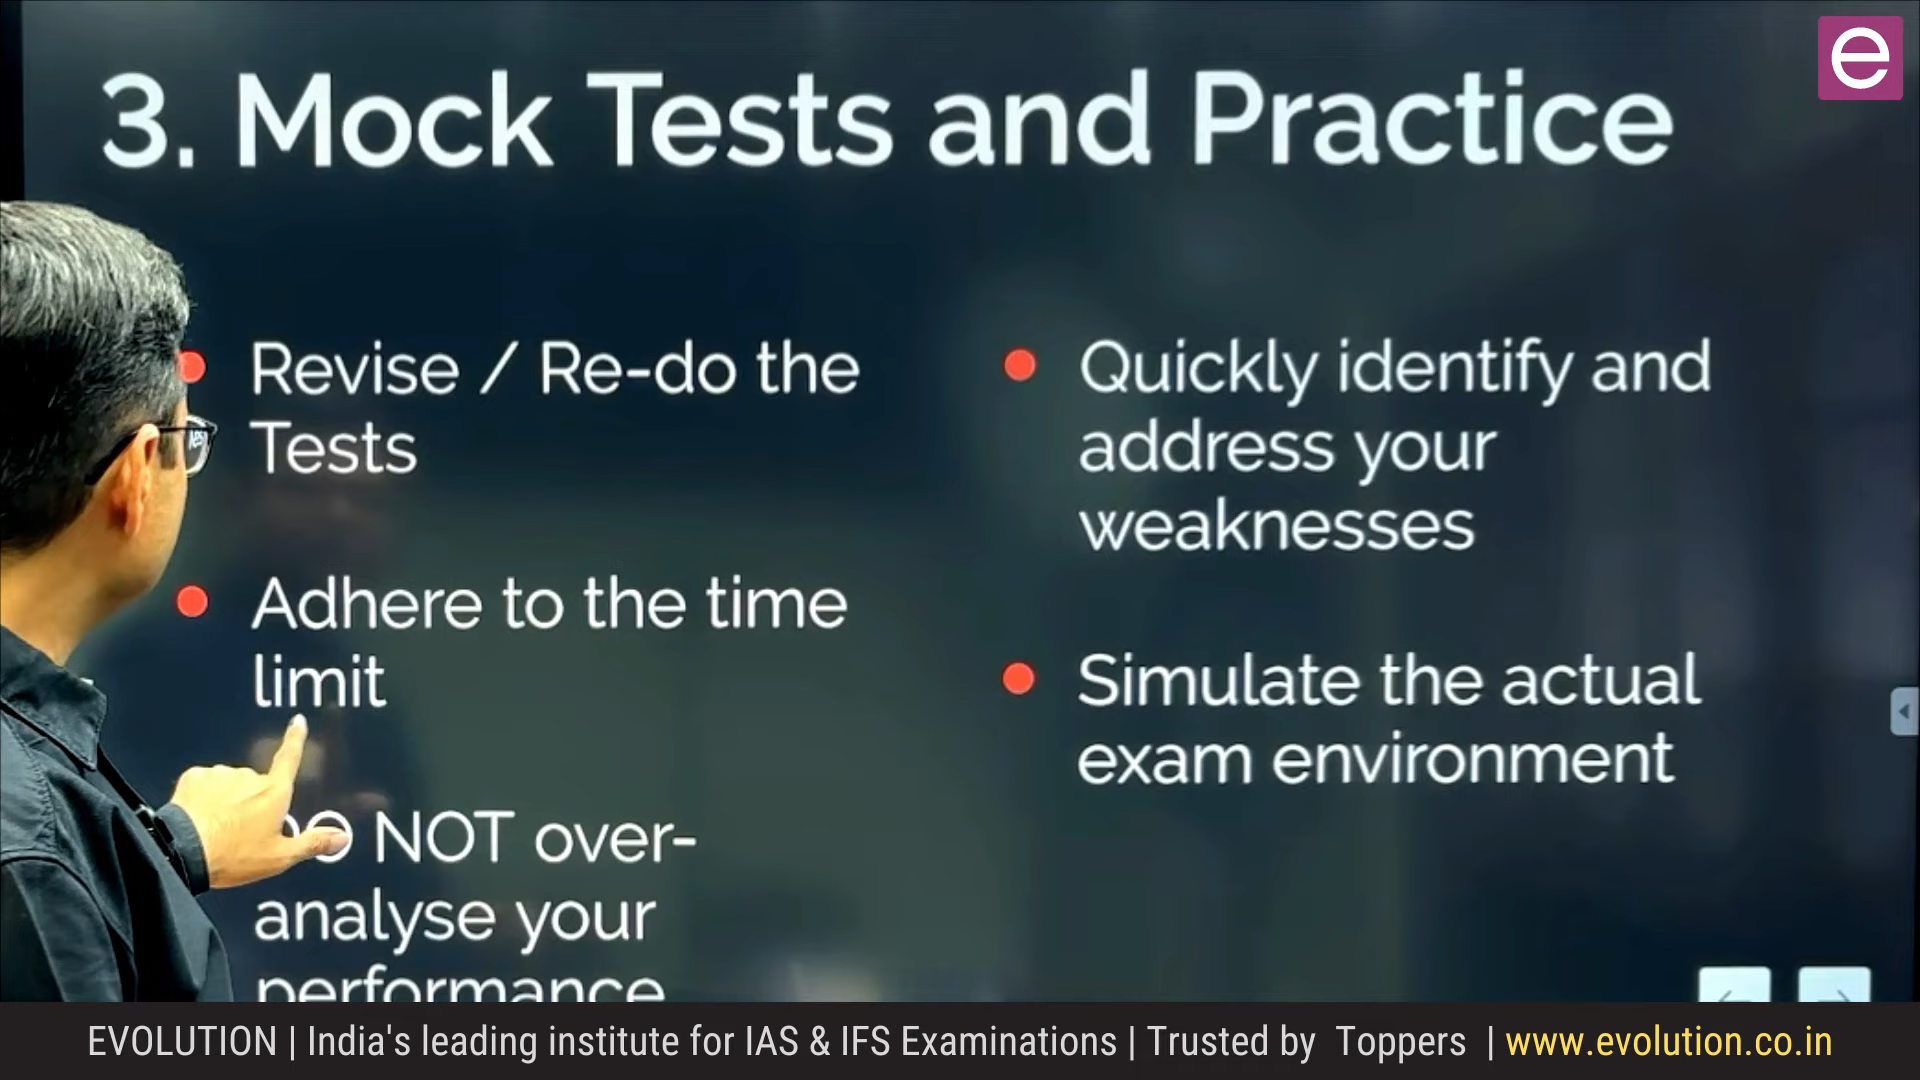 3. Mock Tests and Practice
e
Revise / Re-do the
Tests
Adhere to the time
limit
DO NOT over-
analyse your
performance
Quickly identify and
address your
weaknesses
Simulate the actual
exam environment
EVOLUTION | India's leading institute for IAS & IFS Examinations | Trusted by Toppers | www.evolution.co.in